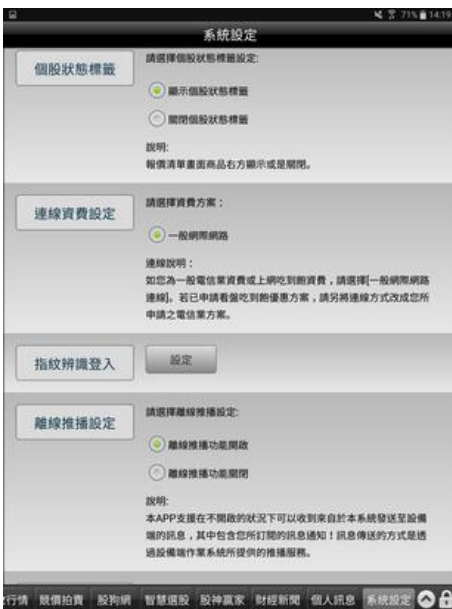 71% 14:19
系統設定
個股狀態標籤
請選擇個股狀態標籤設定:
顯示個股狀態標籤
關閉個股狀態標籤
說明:
報價清單畫面商品右方顯示或是關閉。
連線資費設定
請選擇資費方案：
一般網際網路
連線說明：
如您為一般電信業資費或上網吃到飽資費，請選擇[一般網際網路
連線]。若已申請看盤吃到飽優惠方案，請另將連線方式改成您所
申請之電信業方案。
指紋辨識登入
設定
離線推播設定
請選擇離線推播設定:
離線推播功能開啟
離線推播功能關閉
說明:
本APP支援在不開啟的狀況下可以收到來自於本系統發送至設備
端的訊息，其中包含您所訂閱的訊息通知！訊息傳送的方式是透
過設備端作業系統所提供的推播服務。
行情 競價拍賣 股狗網 智慧選股 股神贏家 財經新聞 個人訊息 系統設定